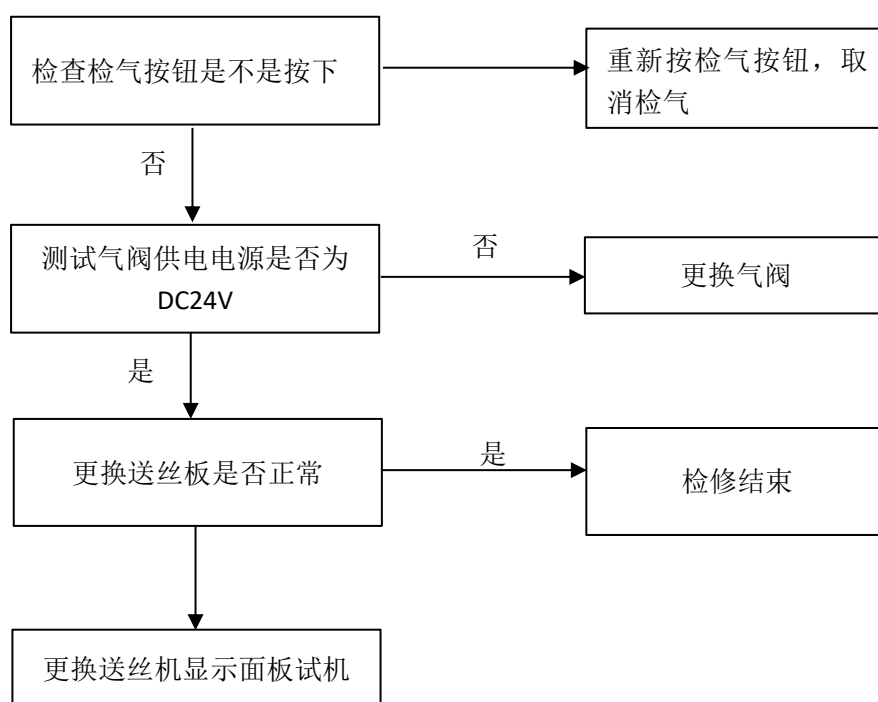 检查检气按钮是不是按下
重新按检气按钮，取
消检气
否
测试气阀供电电源是否为
DC24V
否
更换气阀
是
更换送丝板是否正常
是
检修结束
更换送丝机显示面板试机